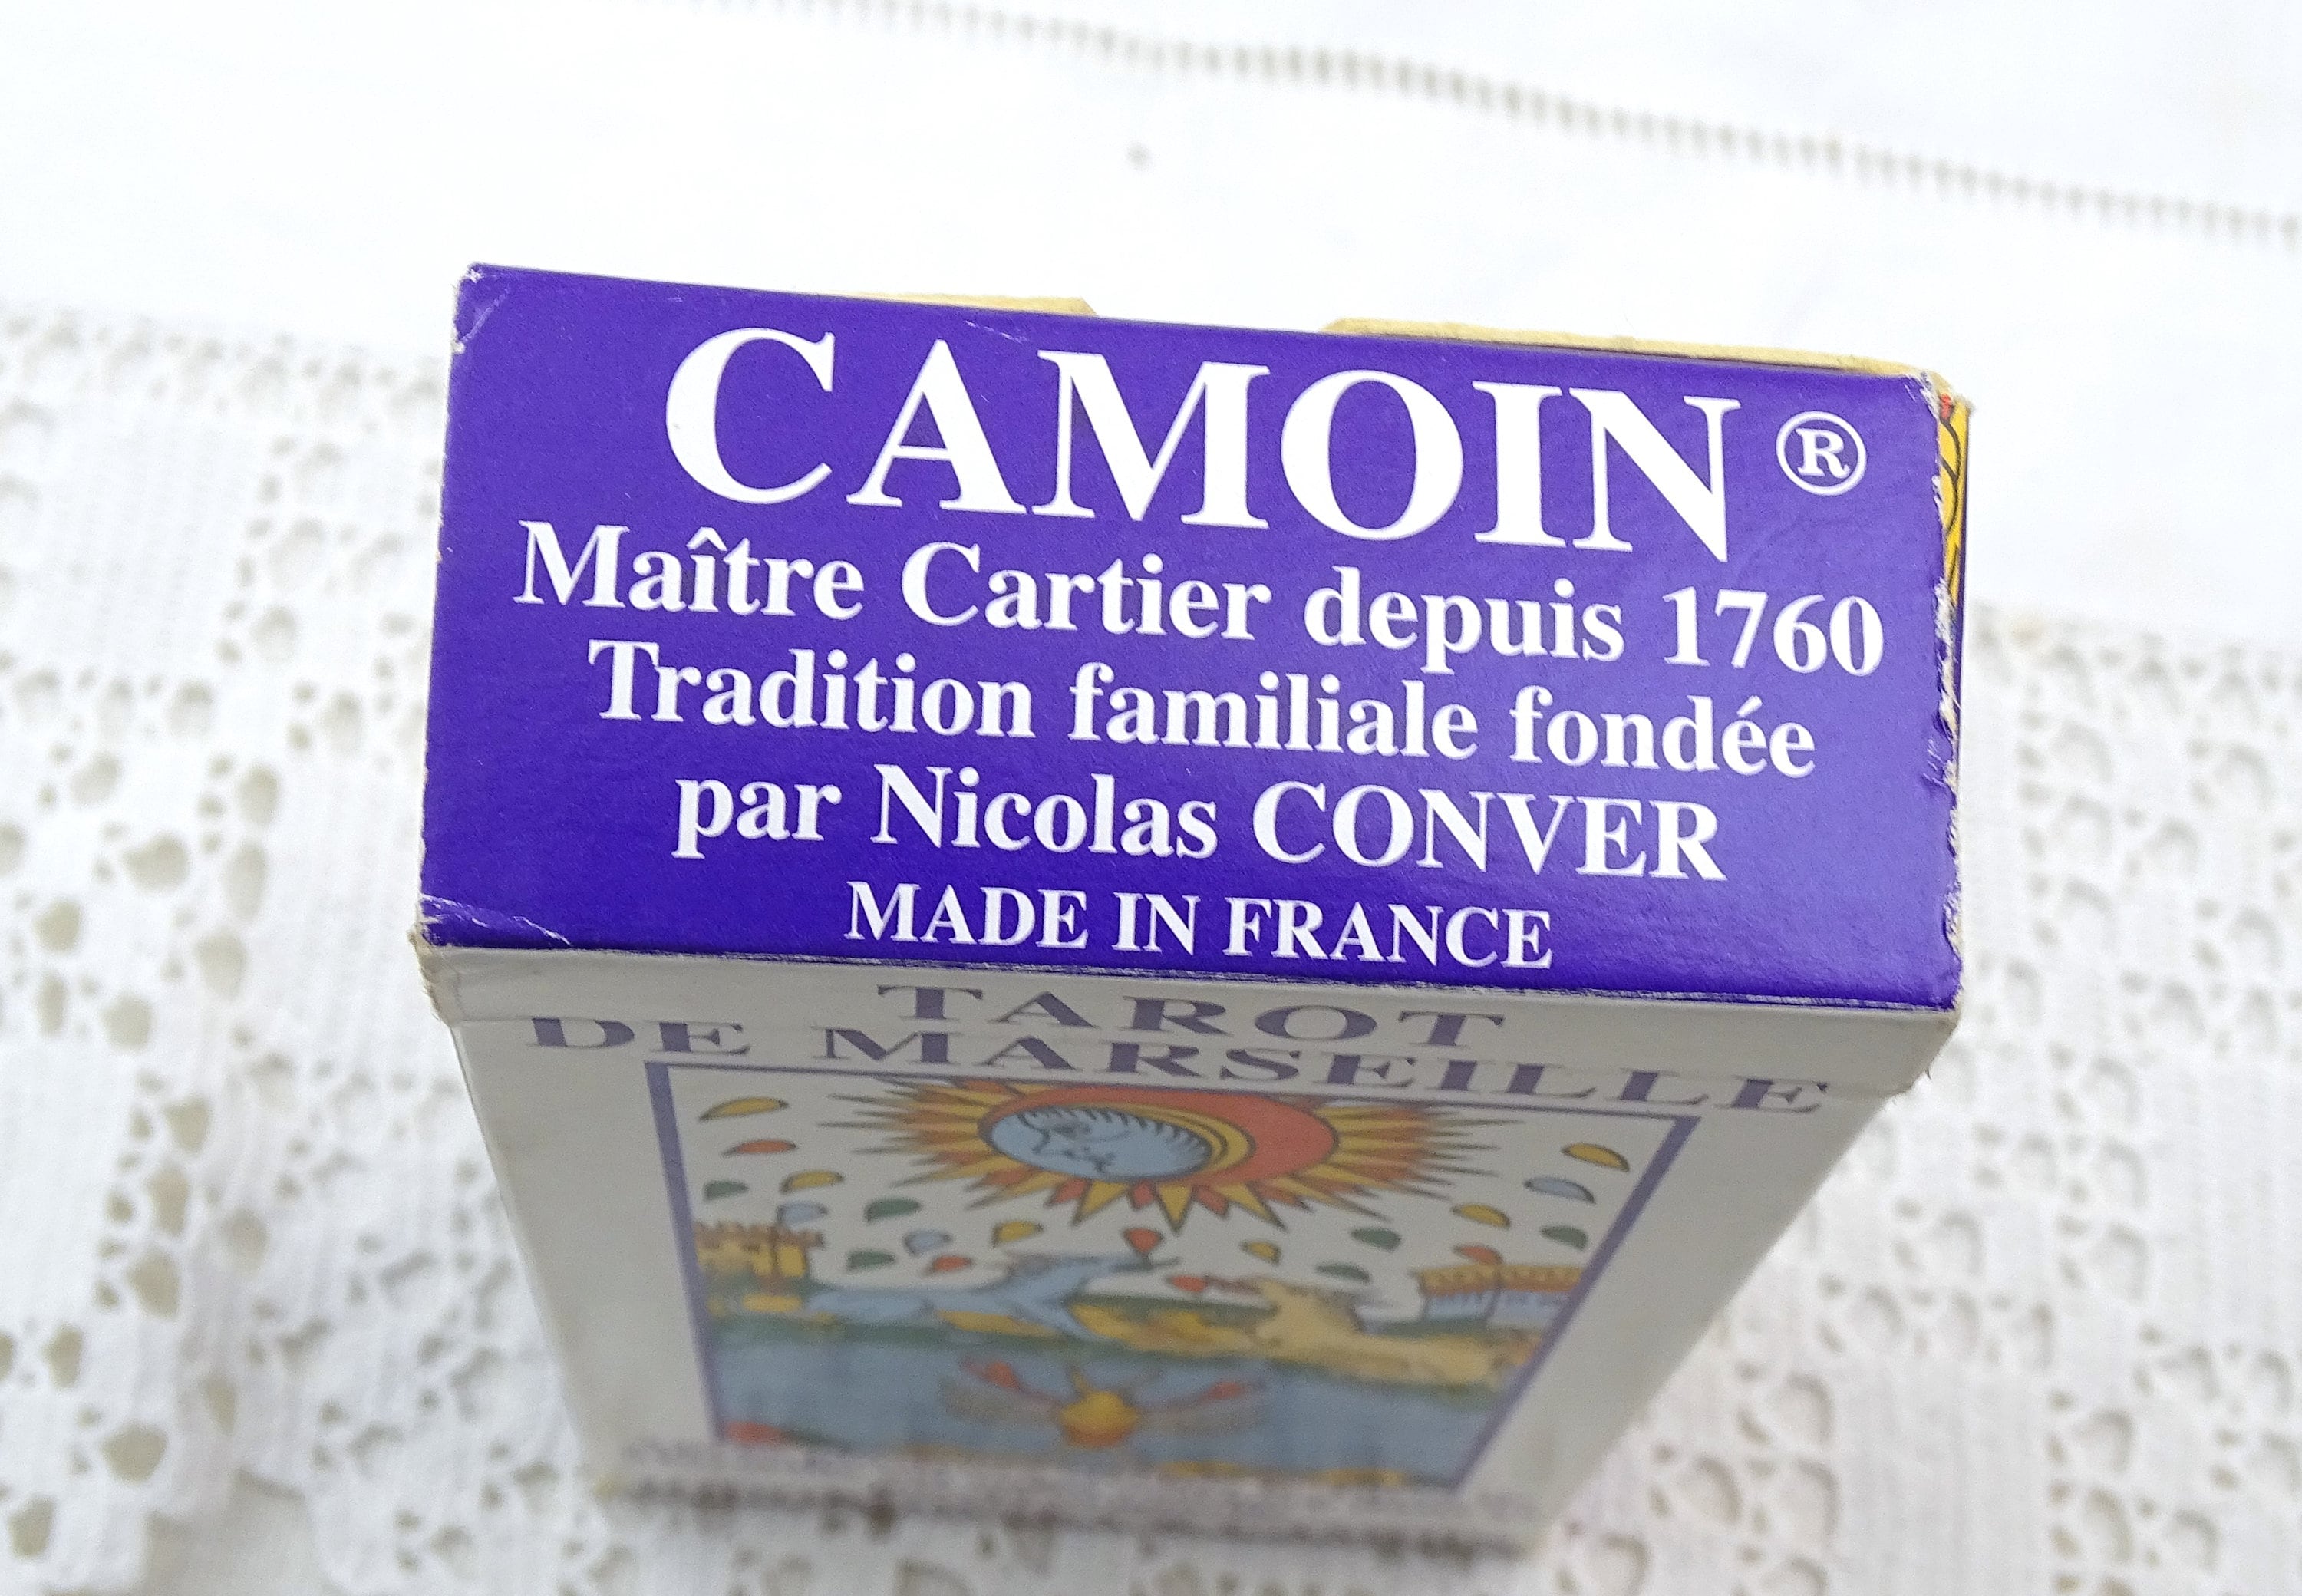 CAMOIN ®
Maître Cartier depuis 1760
Tradition familiale fondée
par Nicolas CONVER
MADE IN FRANCE
TAROT
DE MARSEILLE